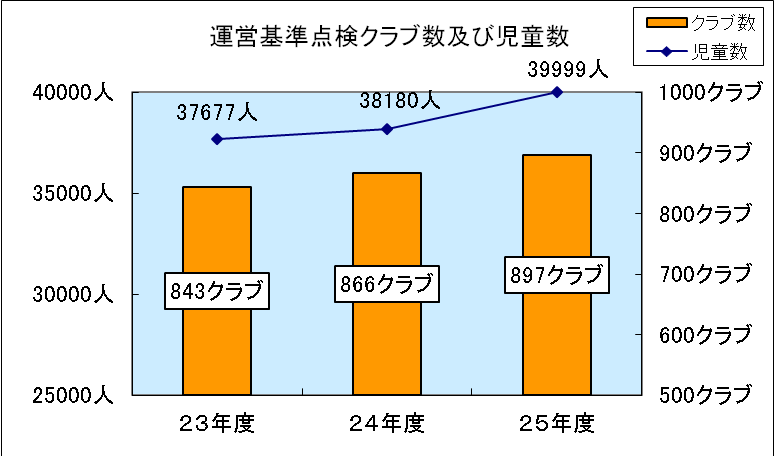 運営基準点検クラブ数及び児童数
クラブ数
児童数
40000人
35000人
30000人
25000人
37677人
38180人
39999人
843クラブ
866クラブ
897クラブ
1000クラブ
900クラブ
800クラブ
700クラブ
600クラブ
500クラブ
２３年度
２４年度
２５年度